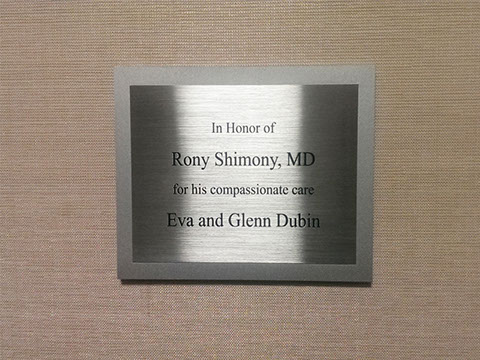 In Honor of
Rony Shimony, MD
for his compassionate care
Eva and Glenn Dubin